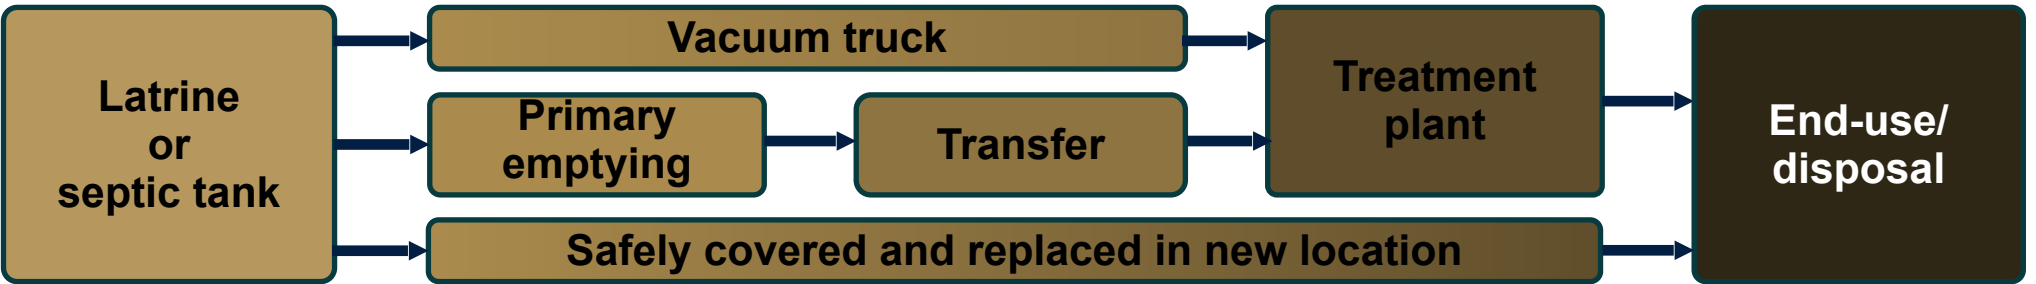 Latrine
or
septic tank
Vacuum truck
Primary
emptying
Transfer
Safely covered and replaced in new location
Treatment
plant
End-use/
disposal